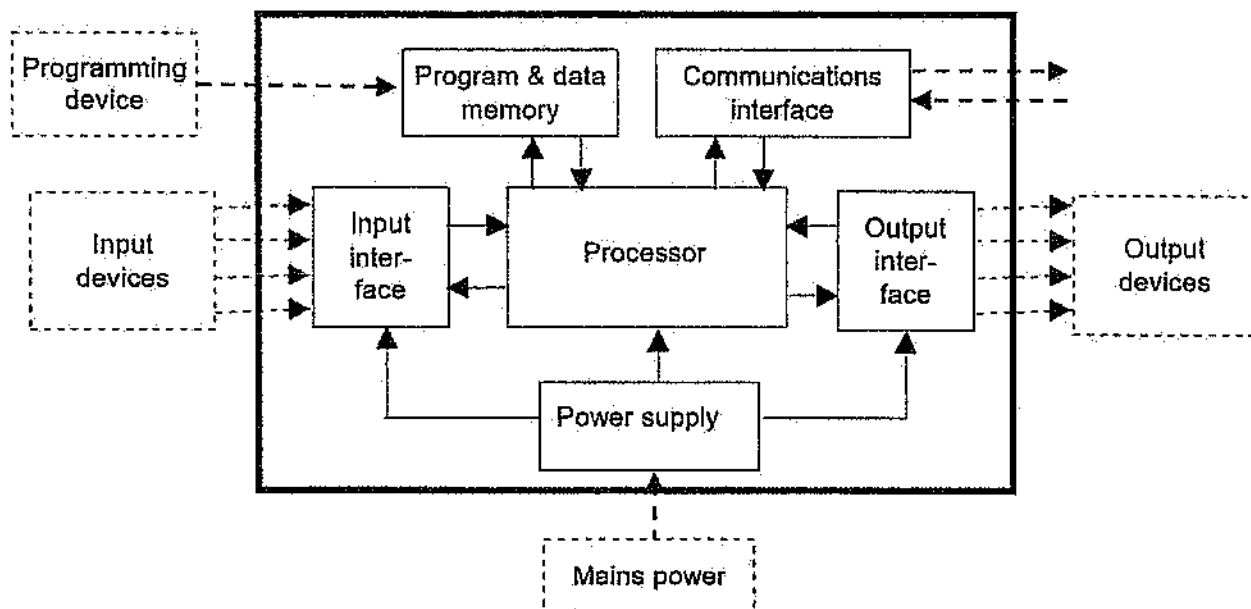 Programming
device
Program & data
memory
Communications
interface
Input
devices
Input
inter-
face
Processor
Output
inter-
face
Output
devices
Power supply
Mains power